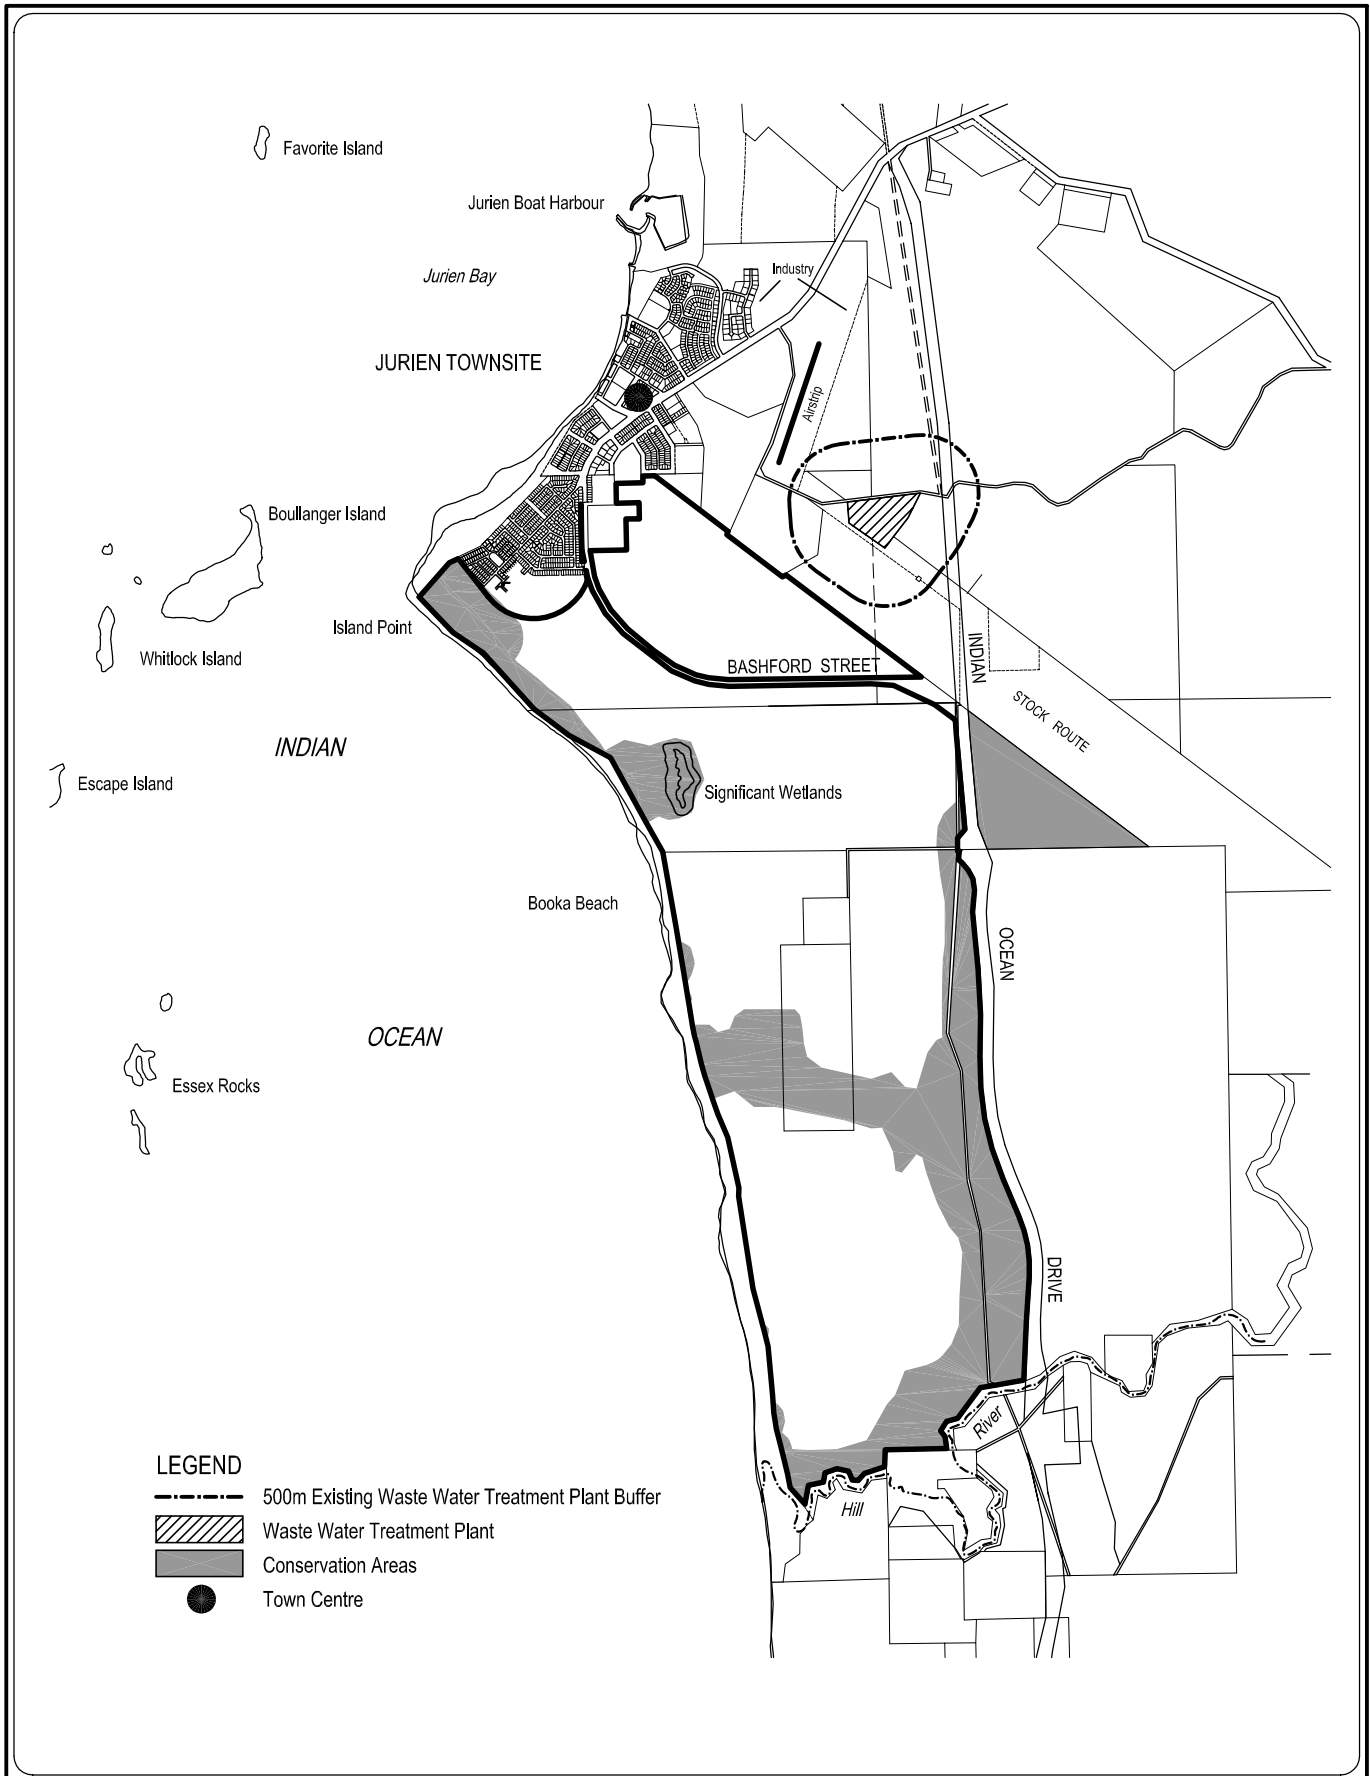 Favorite Island
Jurien Boat Harbour
Jurien Bay
Industry
JURIEN TOWNSITE
Airstrip
Boullanger Island
Island Point
Whitlock Island
BASHFORD STREET
INDIAN
STOCK ROUTE
INDIAN
Escape Island
Significant Wetlands
Booka Beach
OCEAN
OCEAN
Essex Rocks
DRIVE
River
Hill
LEGEND
500m Existing Waste Water Treatment Plant Buffer
Waste Water Treatment Plant
Conservation Areas
Town Centre